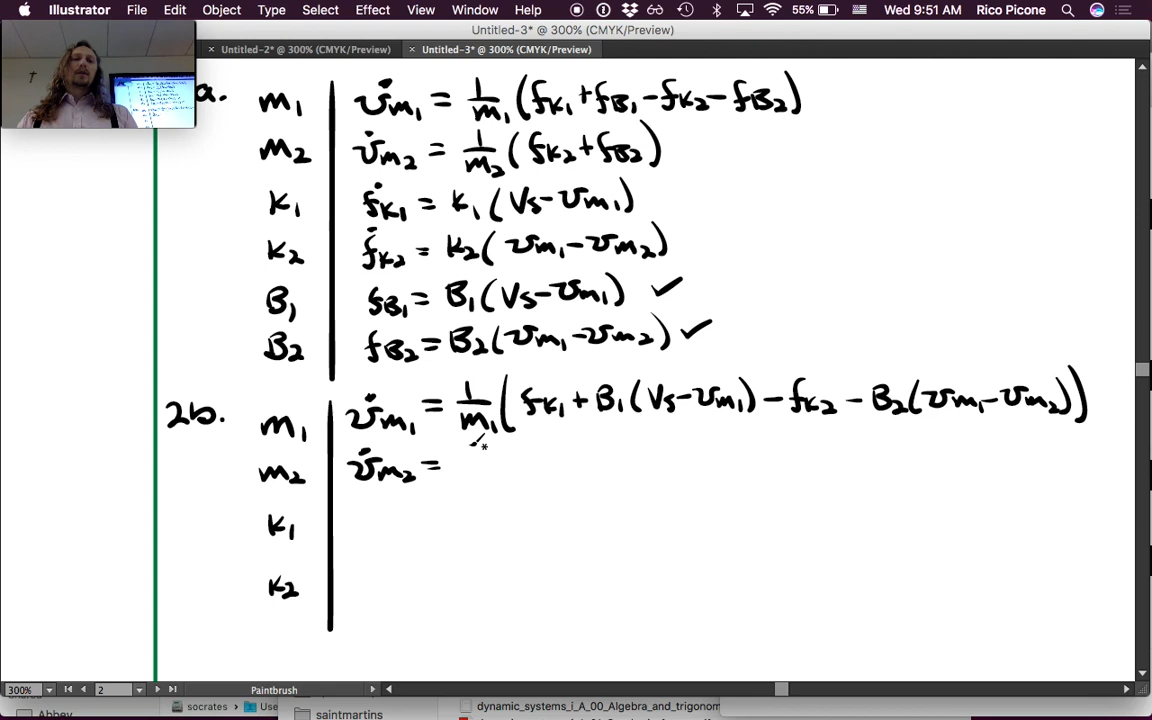 Illustrator File Edit Object Type Select Effect View Window Help 55% Wed 9:51 AM Rico Picone
Untitled-3* @ 300% (CMYK/Preview)
× Untitled-2* @ 300% (CMYK/Preview) × Untitled-3* @ 300% (CMYK/Preview)
a. m₁ | v̇m₁ = 1/m₁ (fK₁ + fB₁ - fK₂ - fB₂)
m₂ | v̇m₂ = 1/m₂ (fK₂ + fB₂)
K₁ | ḟK₁ = K₁ (Vs - vm₁)
K₂ | ḟK₂ = K₂ (vm₁ - vm₂)
B₁ | fB₁ = B₁ (Vs - vm₁) ✓
B₂ | fB₂ = B₂ (vm₁ - vm₂) ✓
2b. m₁ | v̇m₁ = 1/m₁ (fK₁ + B₁ (Vs - vm₁) - fK₂ - B₂ (vm₁ - vm₂))
m₂ | v̇m₂ =
K₁
K₂
300% 2 Paintbrush
socrates Use
Abbey saintmartins dynamic_systems_i_A_00_Algebra_and_trigonom